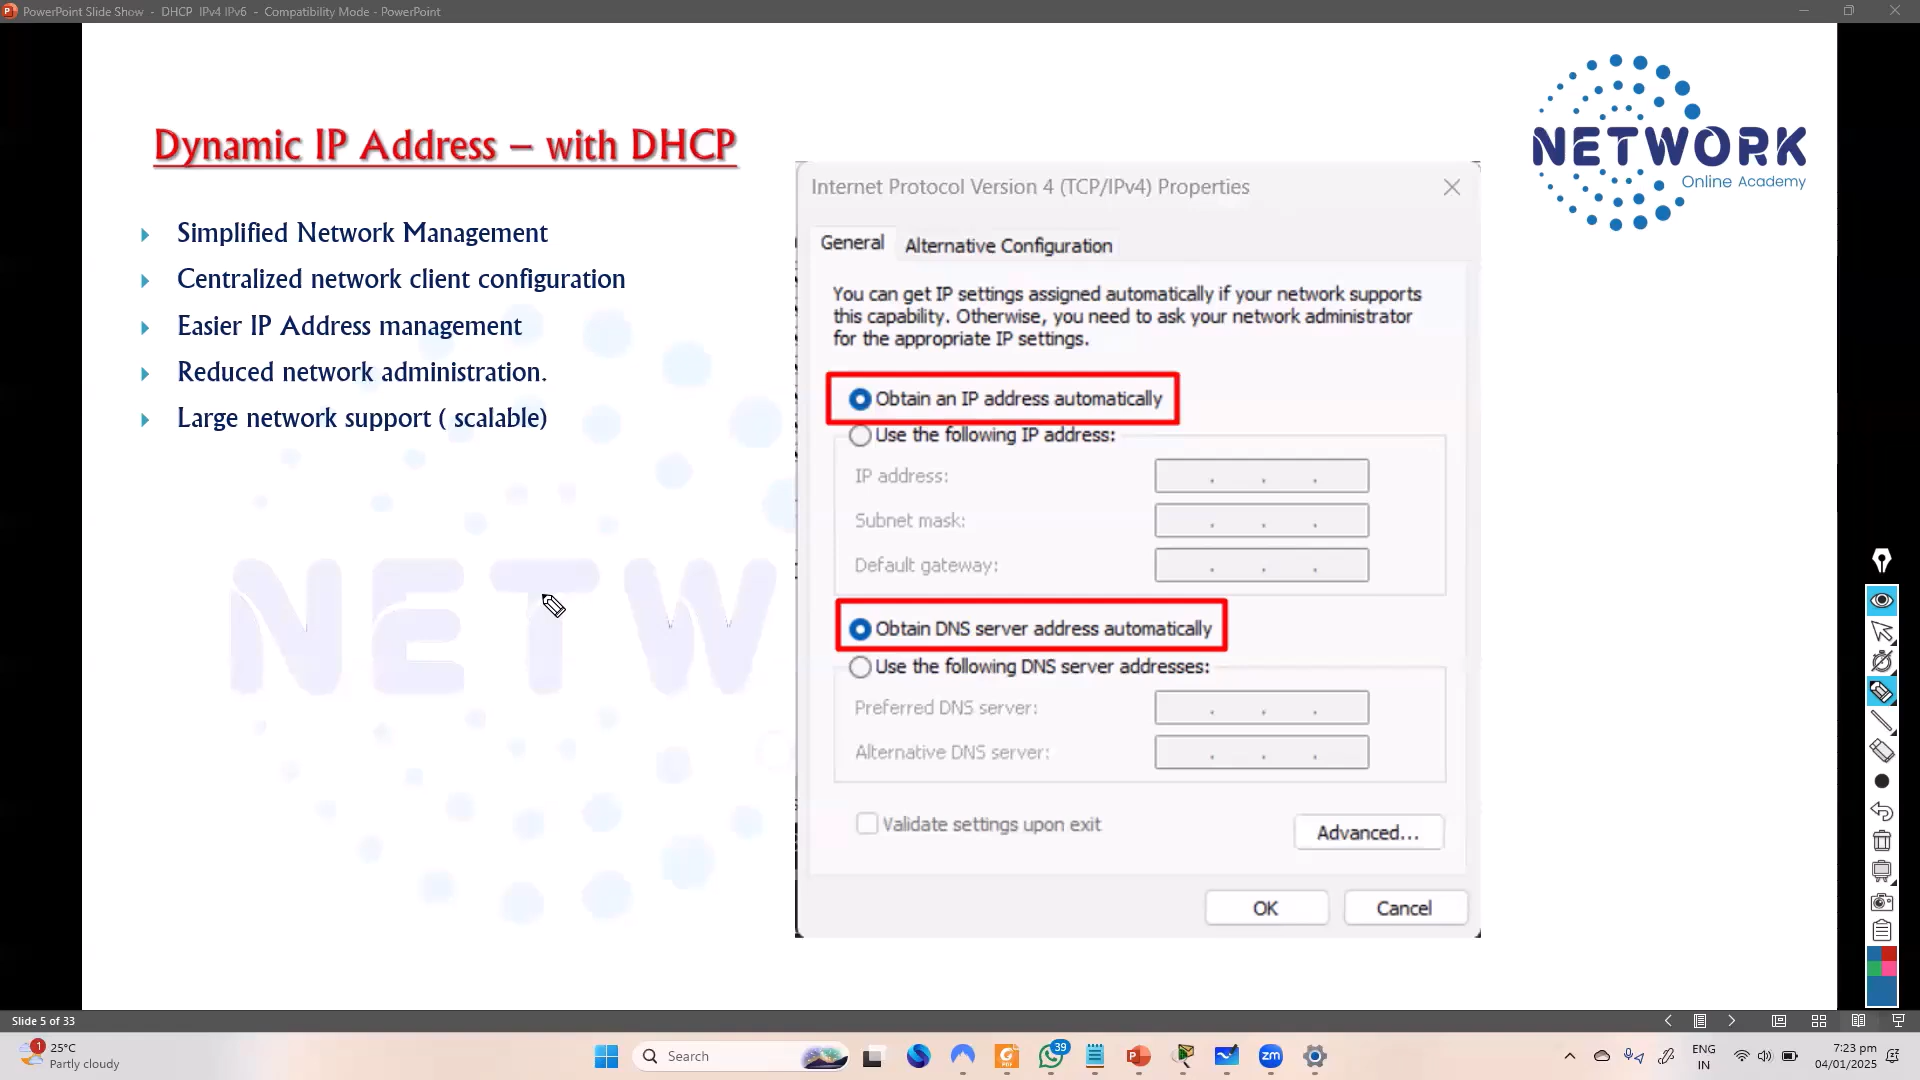 PowerPoint Slide Show - DHCP IPv4 IPv6 - Compatibility Mode - PowerPoint
NETWORK
Online Academy
Dynamic IP Address – with DHCP
Simplified Network Management
Centralized network client configuration
Easier IP Address management
Reduced network administration.
Large network support ( scalable)
NETW
Internet Protocol Version 4 (TCP/IPv4) Properties
General
Alternative Configuration
You can get IP settings assigned automatically if your network supports
this capability. Otherwise, you need to ask your network administrator
for the appropriate IP settings.
Obtain an IP address automatically
Use the following IP address:
IP address:
Subnet mask:
Default gateway:
Obtain DNS server address automatically
Use the following DNS server addresses:
Preferred DNS server:
Alternative DNS server:
Validate settings upon exit
Advanced...
OK
Cancel
Slide 5 of 33
1
25°C
Partly cloudy
Search
39
zm
ENG
IN
7:23 pm
04/01/2025